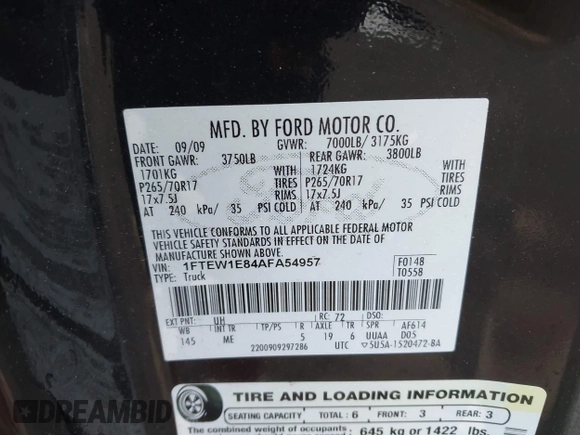 MFD. BY FORD MOTOR CO.
DATE: 09/09 GVWR: 7000LB/ 3175KG
FRONT GAWR: 3750LB REAR GAWR: 3800LB
1701KG WITH 1724KG WITH
P265/70R17 TIRES P265/70R17 TIRES
17x7.5J RIMS 17x7.5J RIMS
AT 240 kPa/ 35 PSI COLD AT 240 kPa/ 35 PSI COLD
THIS VEHICLE CONFORMS TO ALL APPLICABLE FEDERAL MOTOR
VEHICLE SAFETY STANDARDS IN EFFECT ON THE DATE OF
MANUFACTURE SHOWN ABOVE.
VIN: 1FTEW1E84AFA54957 F0148
TYPE: Truck T0558
EXT PNT: UH RC: 72 DSO:
WB INT TR TP/PS R AXLE TR SPR AF614
145 ME 5 19 6 UUAA D05
2200909297286 UTC ▽5U5A-1520472-BA
TIRE AND LOADING INFORMATION
SEATING CAPACITY TOTAL: 6 FRONT: 3 REAR: 3
The combined weight of occupants 645 kg or 1422 lbs.
DREAMBID